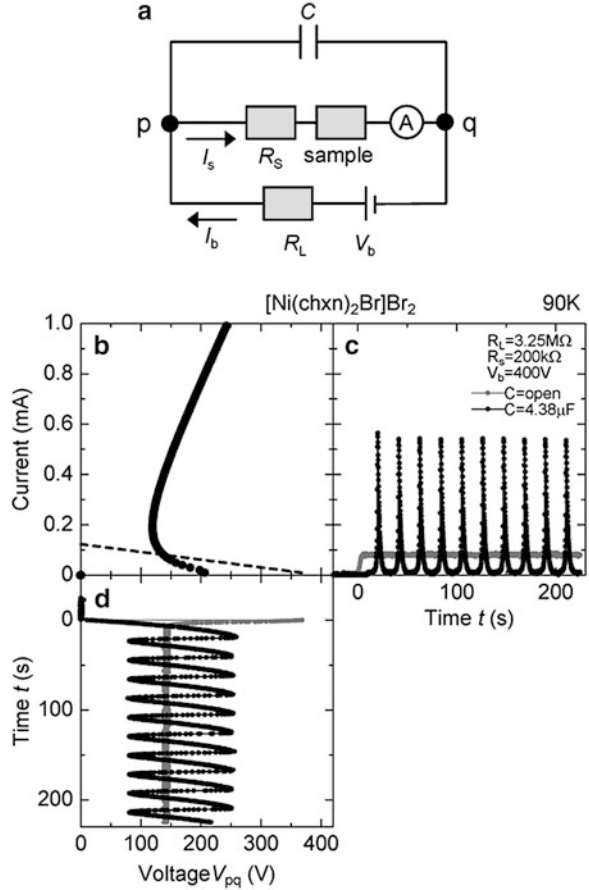 a
C
p
A
q
I_s
R_S
sample
I_b
R_L
V_b
[Ni(chxn)₂Br]Br₂
90K
b
1.0
0.8
0.6
0.4
0.2
0
Current (mA)
c
R_L=3.25MΩ
R_s=200kΩ
V_b=400V
C=open
C=4.38μF
0
100
200
Time t (s)
d
0
100
200
Time t (s)
0
100
200
300
400
VoltageV_pq (V)